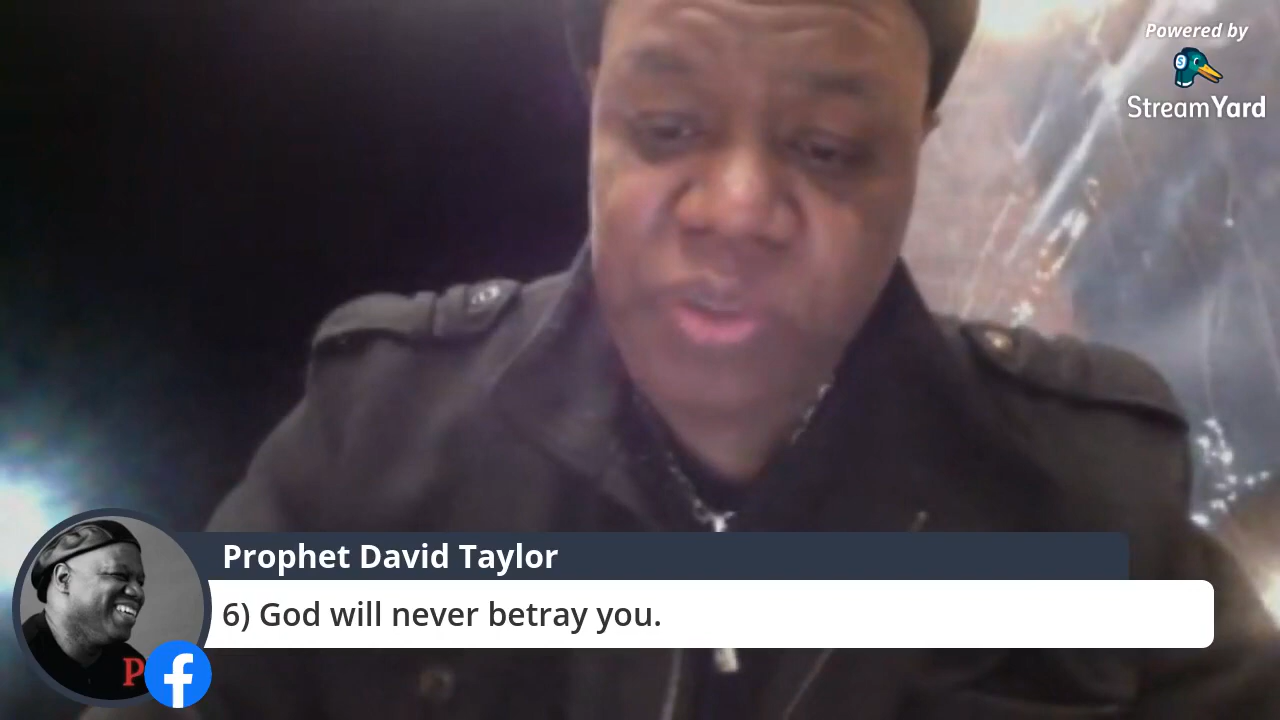 Powered by
StreamYard
Prophet David Taylor
6) God will never betray you.
P